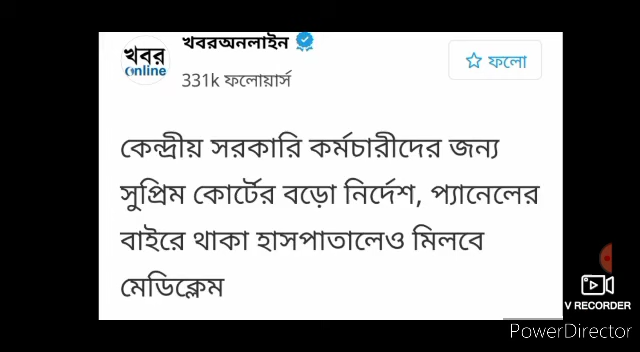 খবর
Online
খবরঅনলাইন
331k ফলোয়ার্স
ফলো
কেন্দ্রীয় সরকারি কর্মচারীদের জন্য
সুপ্রিম কোর্টের বড়ো নির্দেশ, প্যানেলের
বাইরে থাকা হাসপাতালেও মিলবে
মেডিক্লেম
V RECORDER
PowerDirector